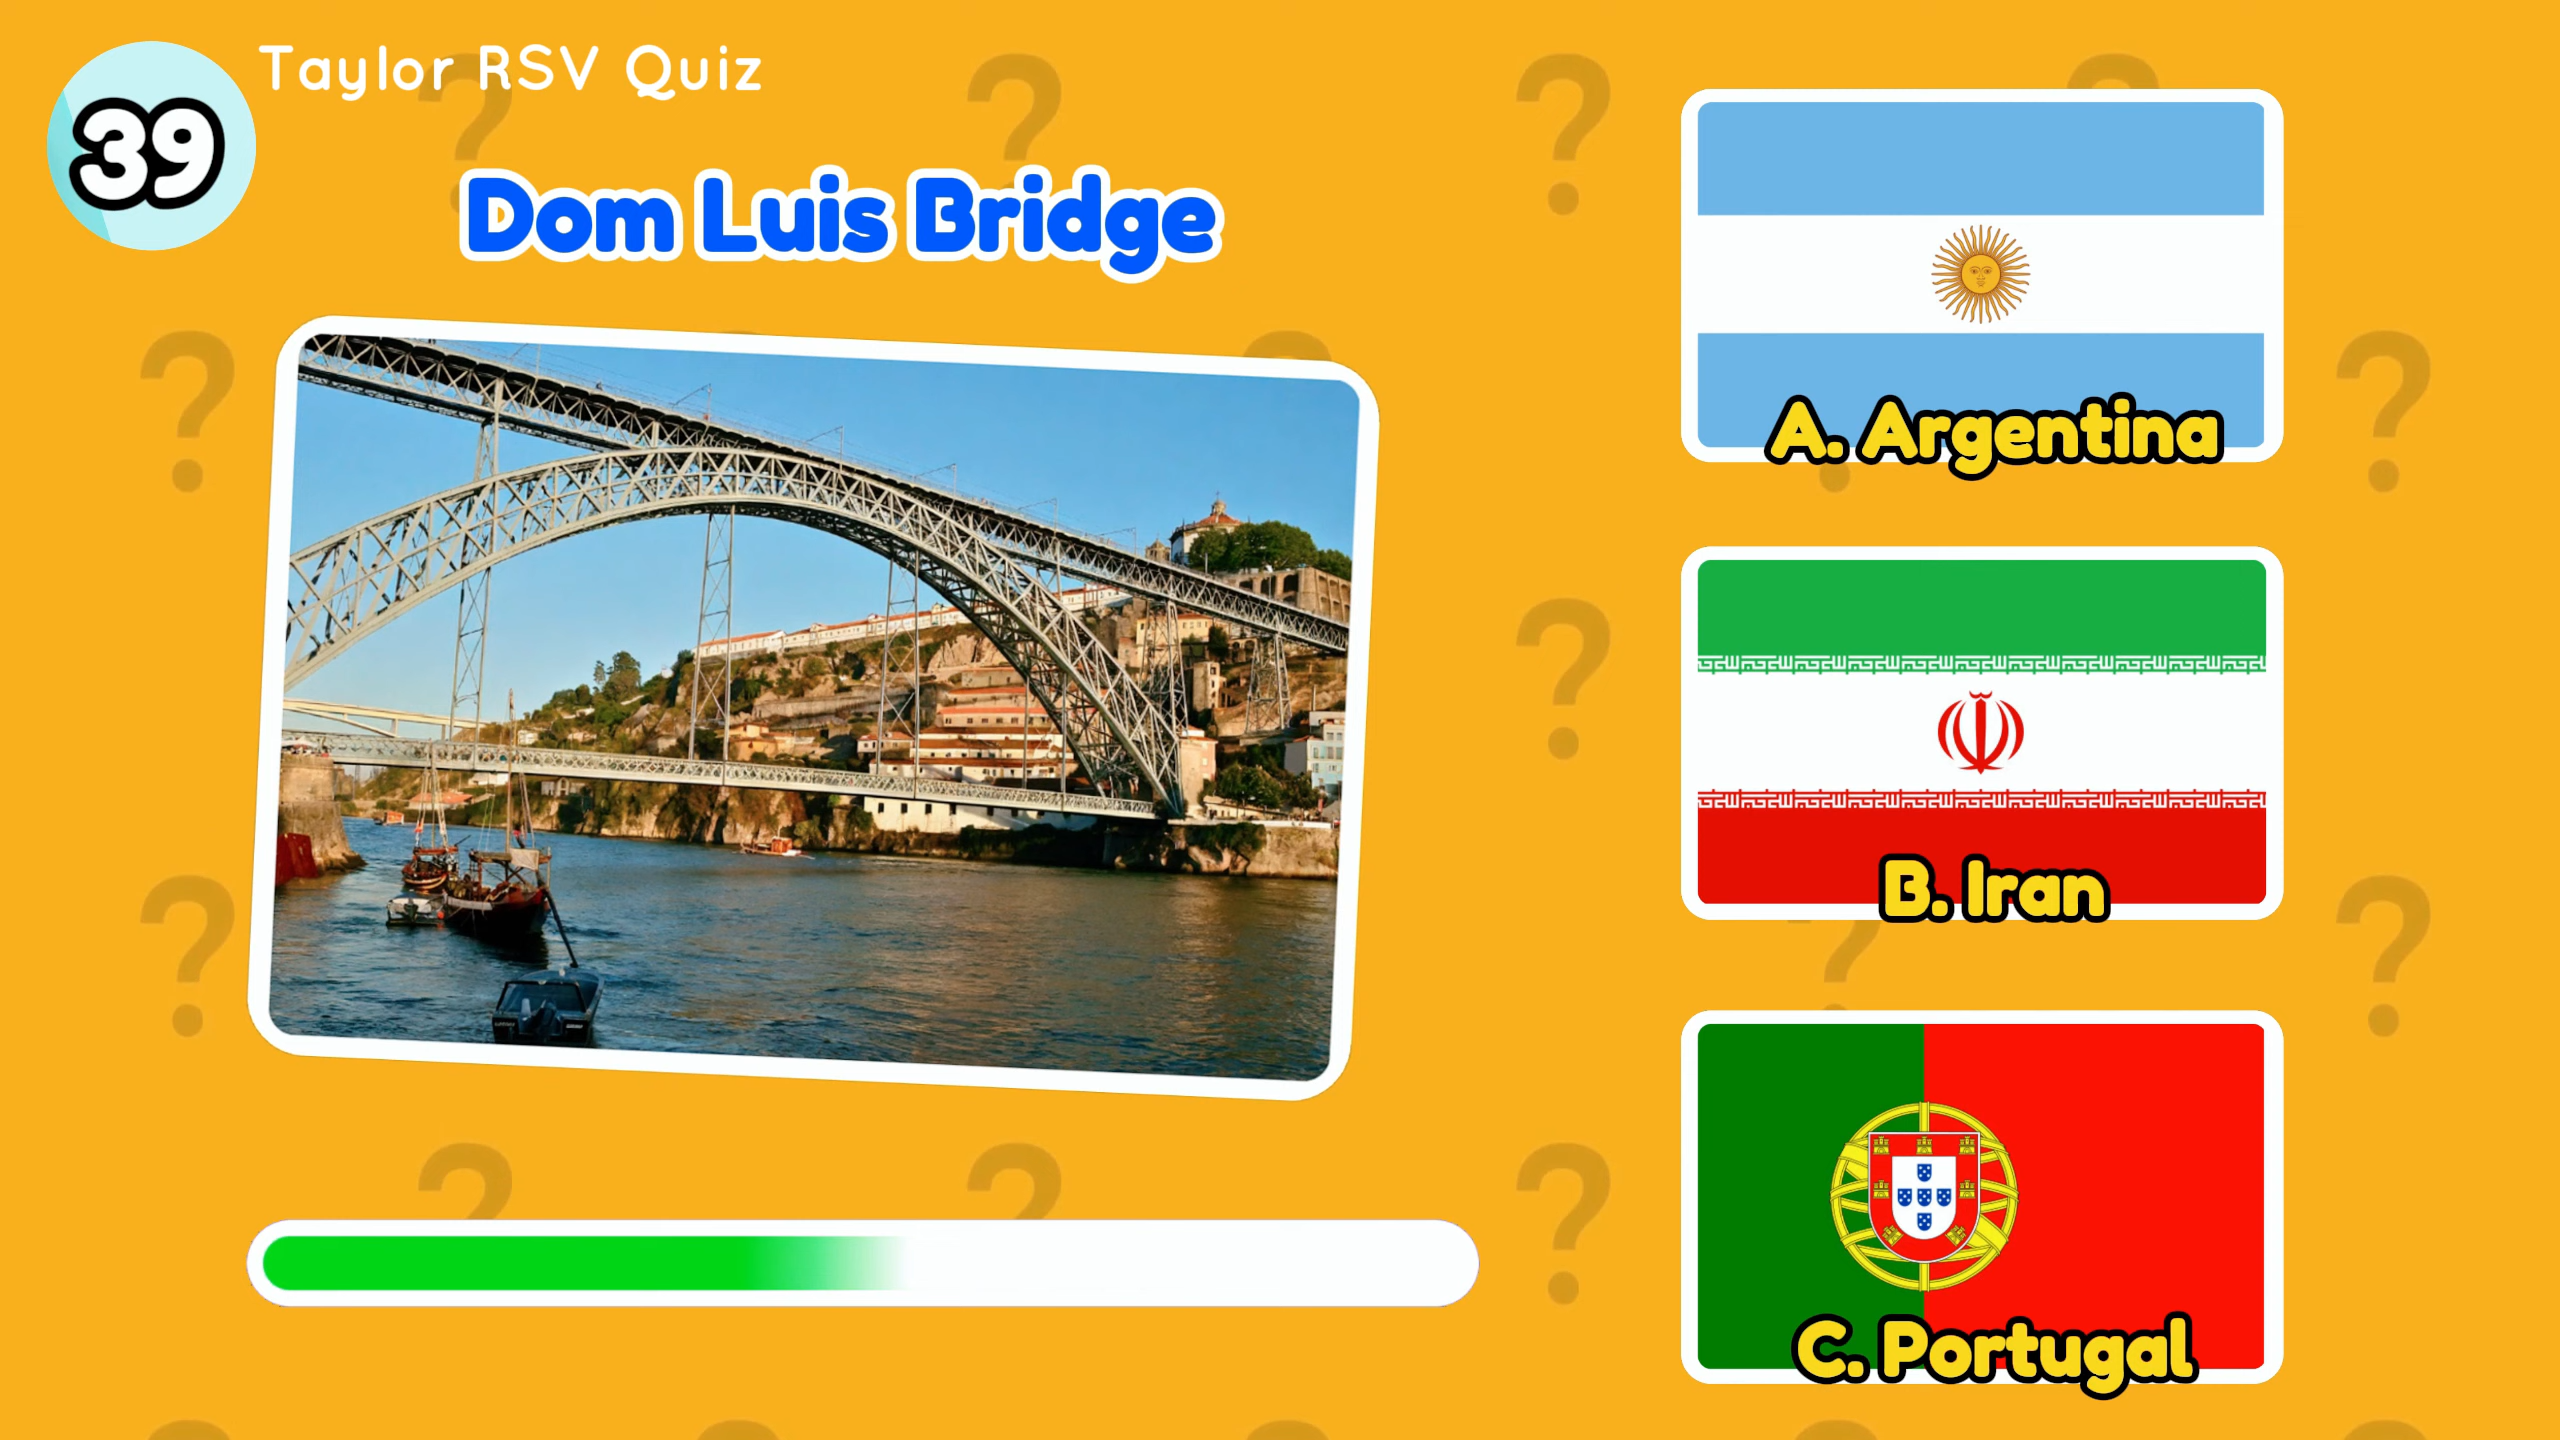 39
Taylor RSV Quiz
Dom Luis Bridge
A. Argentina
B. Iran
C. Portugal